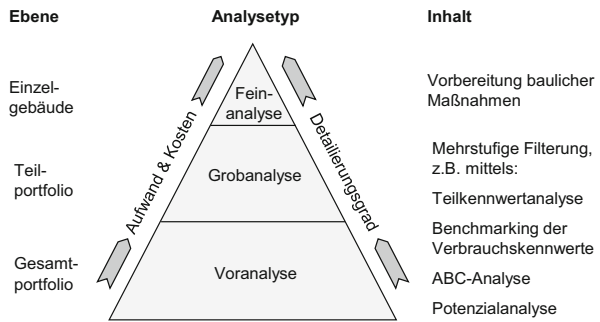 Ebene
Analysetyp
Inhalt
Einzel-
gebäude
Fein-
analyse
Vorbereitung baulicher
Maßnahmen
Aufwand & Kosten
Detaillierungsgrad
Teil-
portfolio
Grobanalyse
Mehrstufige Filterung,
z.B. mittels:
Teilkennwertanalyse
Benchmarking der
Verbrauchskennwerte
Gesamt-
portfolio
Voranalyse
ABC-Analyse
Potenzialanalyse